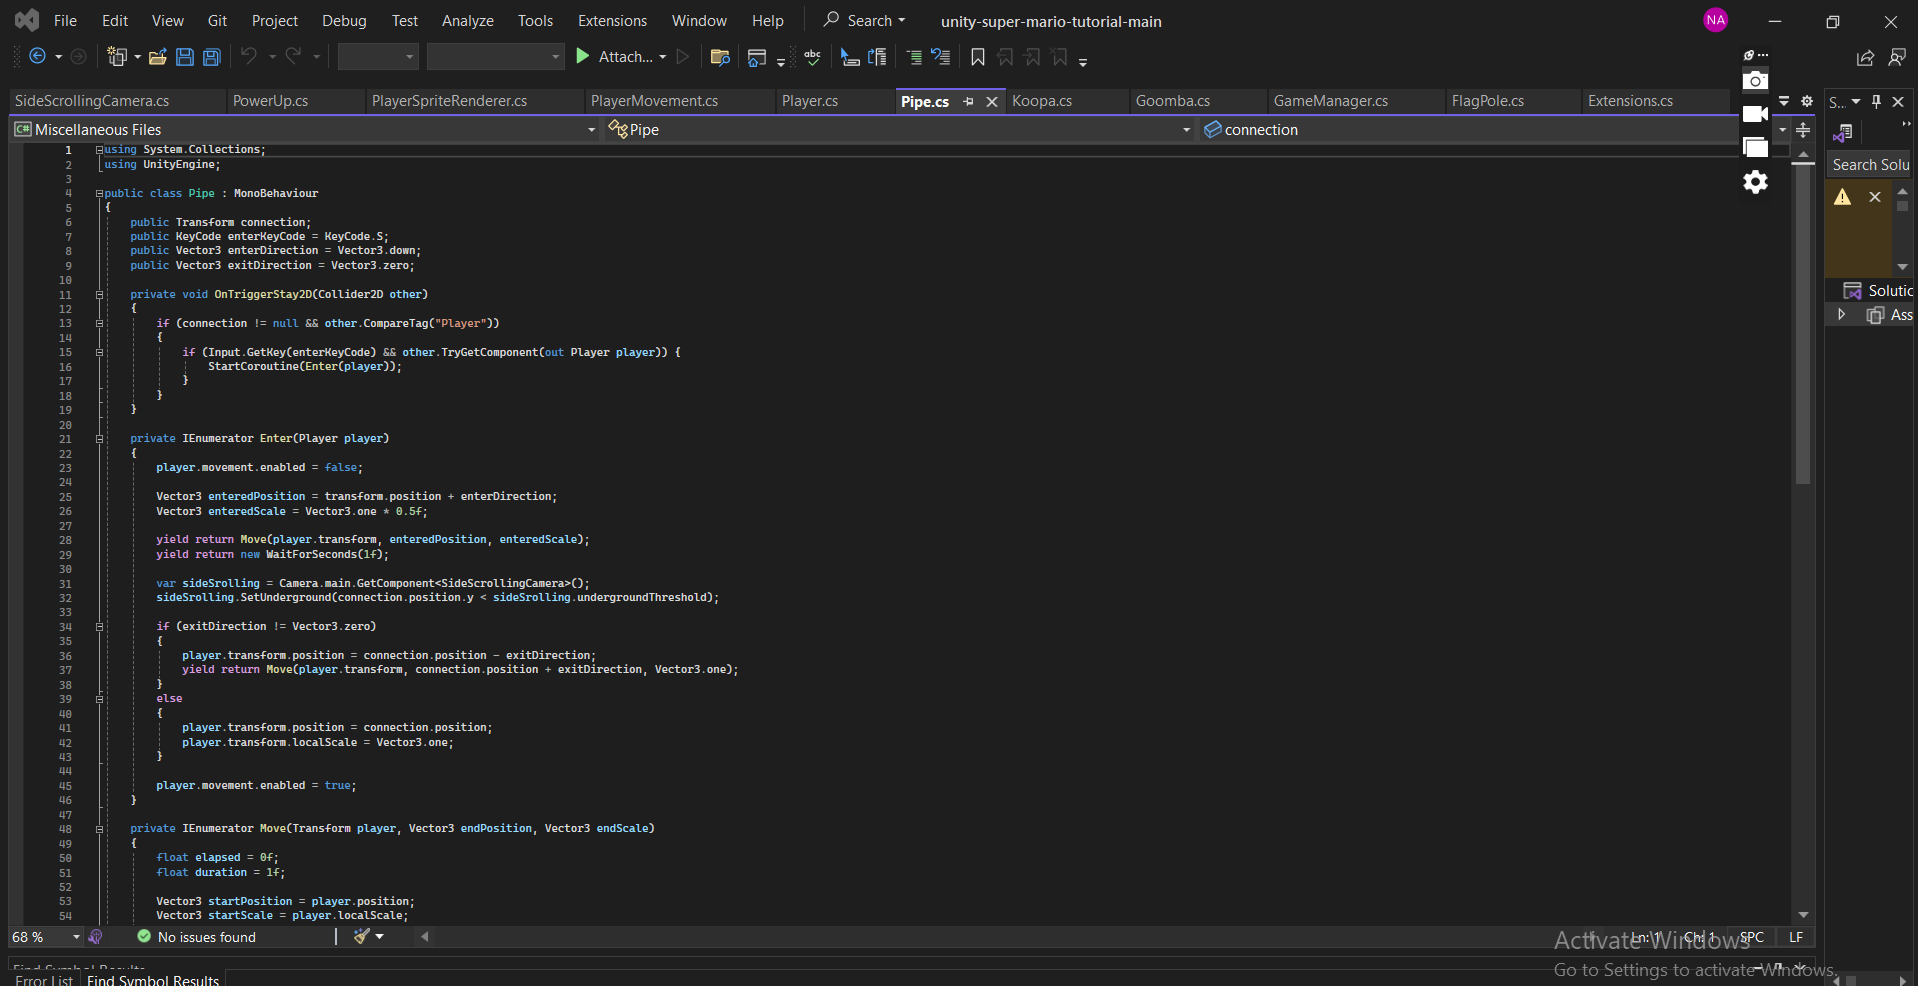 File Edit View Git Project Debug Test Analyze Tools Extensions Window Help Search unity-super-mario-tutorial-main NA
Attach... abc
SideScrollingCamera.cs PowerUp.cs PlayerSpriteRenderer.cs PlayerMovement.cs Player.cs Pipe.cs Koopa.cs Goomba.cs GameManager.cs FlagPole.cs Extensions.cs S...
C# Miscellaneous Files Pipe connection
Search Solu
Solutic
Ass
1 using System.Collections;
2 using UnityEngine;
3
4 public class Pipe : MonoBehaviour
5 {
6 public Transform connection;
7 public KeyCode enterKeyCode = KeyCode.S;
8 public Vector3 enterDirection = Vector3.down;
9 public Vector3 exitDirection = Vector3.zero;
10
11 private void OnTriggerStay2D(Collider2D other)
12 {
13 if (connection != null && other.CompareTag("Player"))
14 {
15 if (Input.GetKey(enterKeyCode) && other.TryGetComponent(out Player player)) {
16 StartCoroutine(Enter(player));
17 }
18 }
19 }
20
21 private IEnumerator Enter(Player player)
22 {
23 player.movement.enabled = false;
24
25 Vector3 enteredPosition = transform.position + enterDirection;
26 Vector3 enteredScale = Vector3.one * 0.5f;
27
28 yield return Move(player.transform, enteredPosition, enteredScale);
29 yield return new WaitForSeconds(1f);
30
31 var sideSrolling = Camera.main.GetComponent<SideScrollingCamera>();
32 sideSrolling.SetUnderground(connection.position.y < sideSrolling.undergroundThreshold);
33
34 if (exitDirection != Vector3.zero)
35 {
36 player.transform.position = connection.position - exitDirection;
37 yield return Move(player.transform, connection.position + exitDirection, Vector3.one);
38 }
39 else
40 {
41 player.transform.position = connection.position;
42 player.transform.localScale = Vector3.one;
43 }
44
45 player.movement.enabled = true;
46 }
47
48 private IEnumerator Move(Transform player, Vector3 endPosition, Vector3 endScale)
49 {
50 float elapsed = 0f;
51 float duration = 1f;
52
53 Vector3 startPosition = player.position;
54 Vector3 startScale = player.localScale;
68 % No issues found Ln: 1 Ch: 1 SPC LF
Activate Windows
Go to Settings to activate Windows.
Find Symbol Results
Error List Find Symbol Results